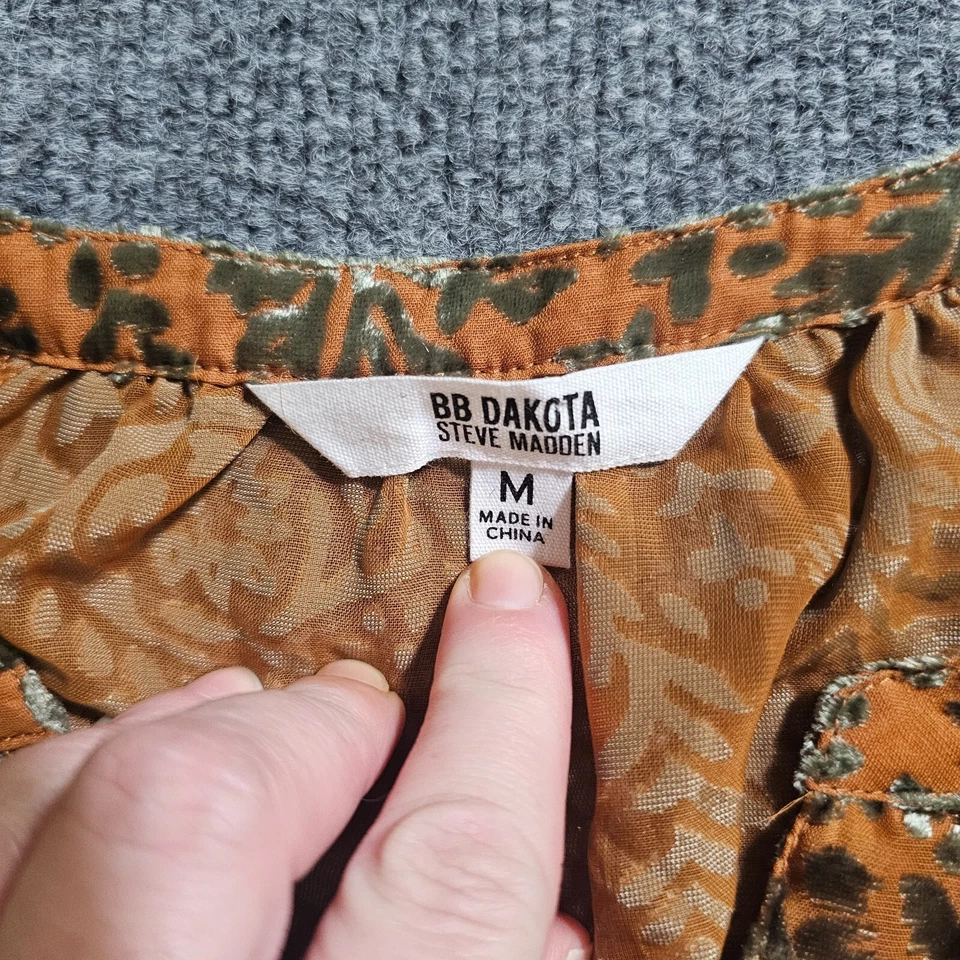 BB DAKOTA
STEVE MADDEN
M
MADE IN
CHINA